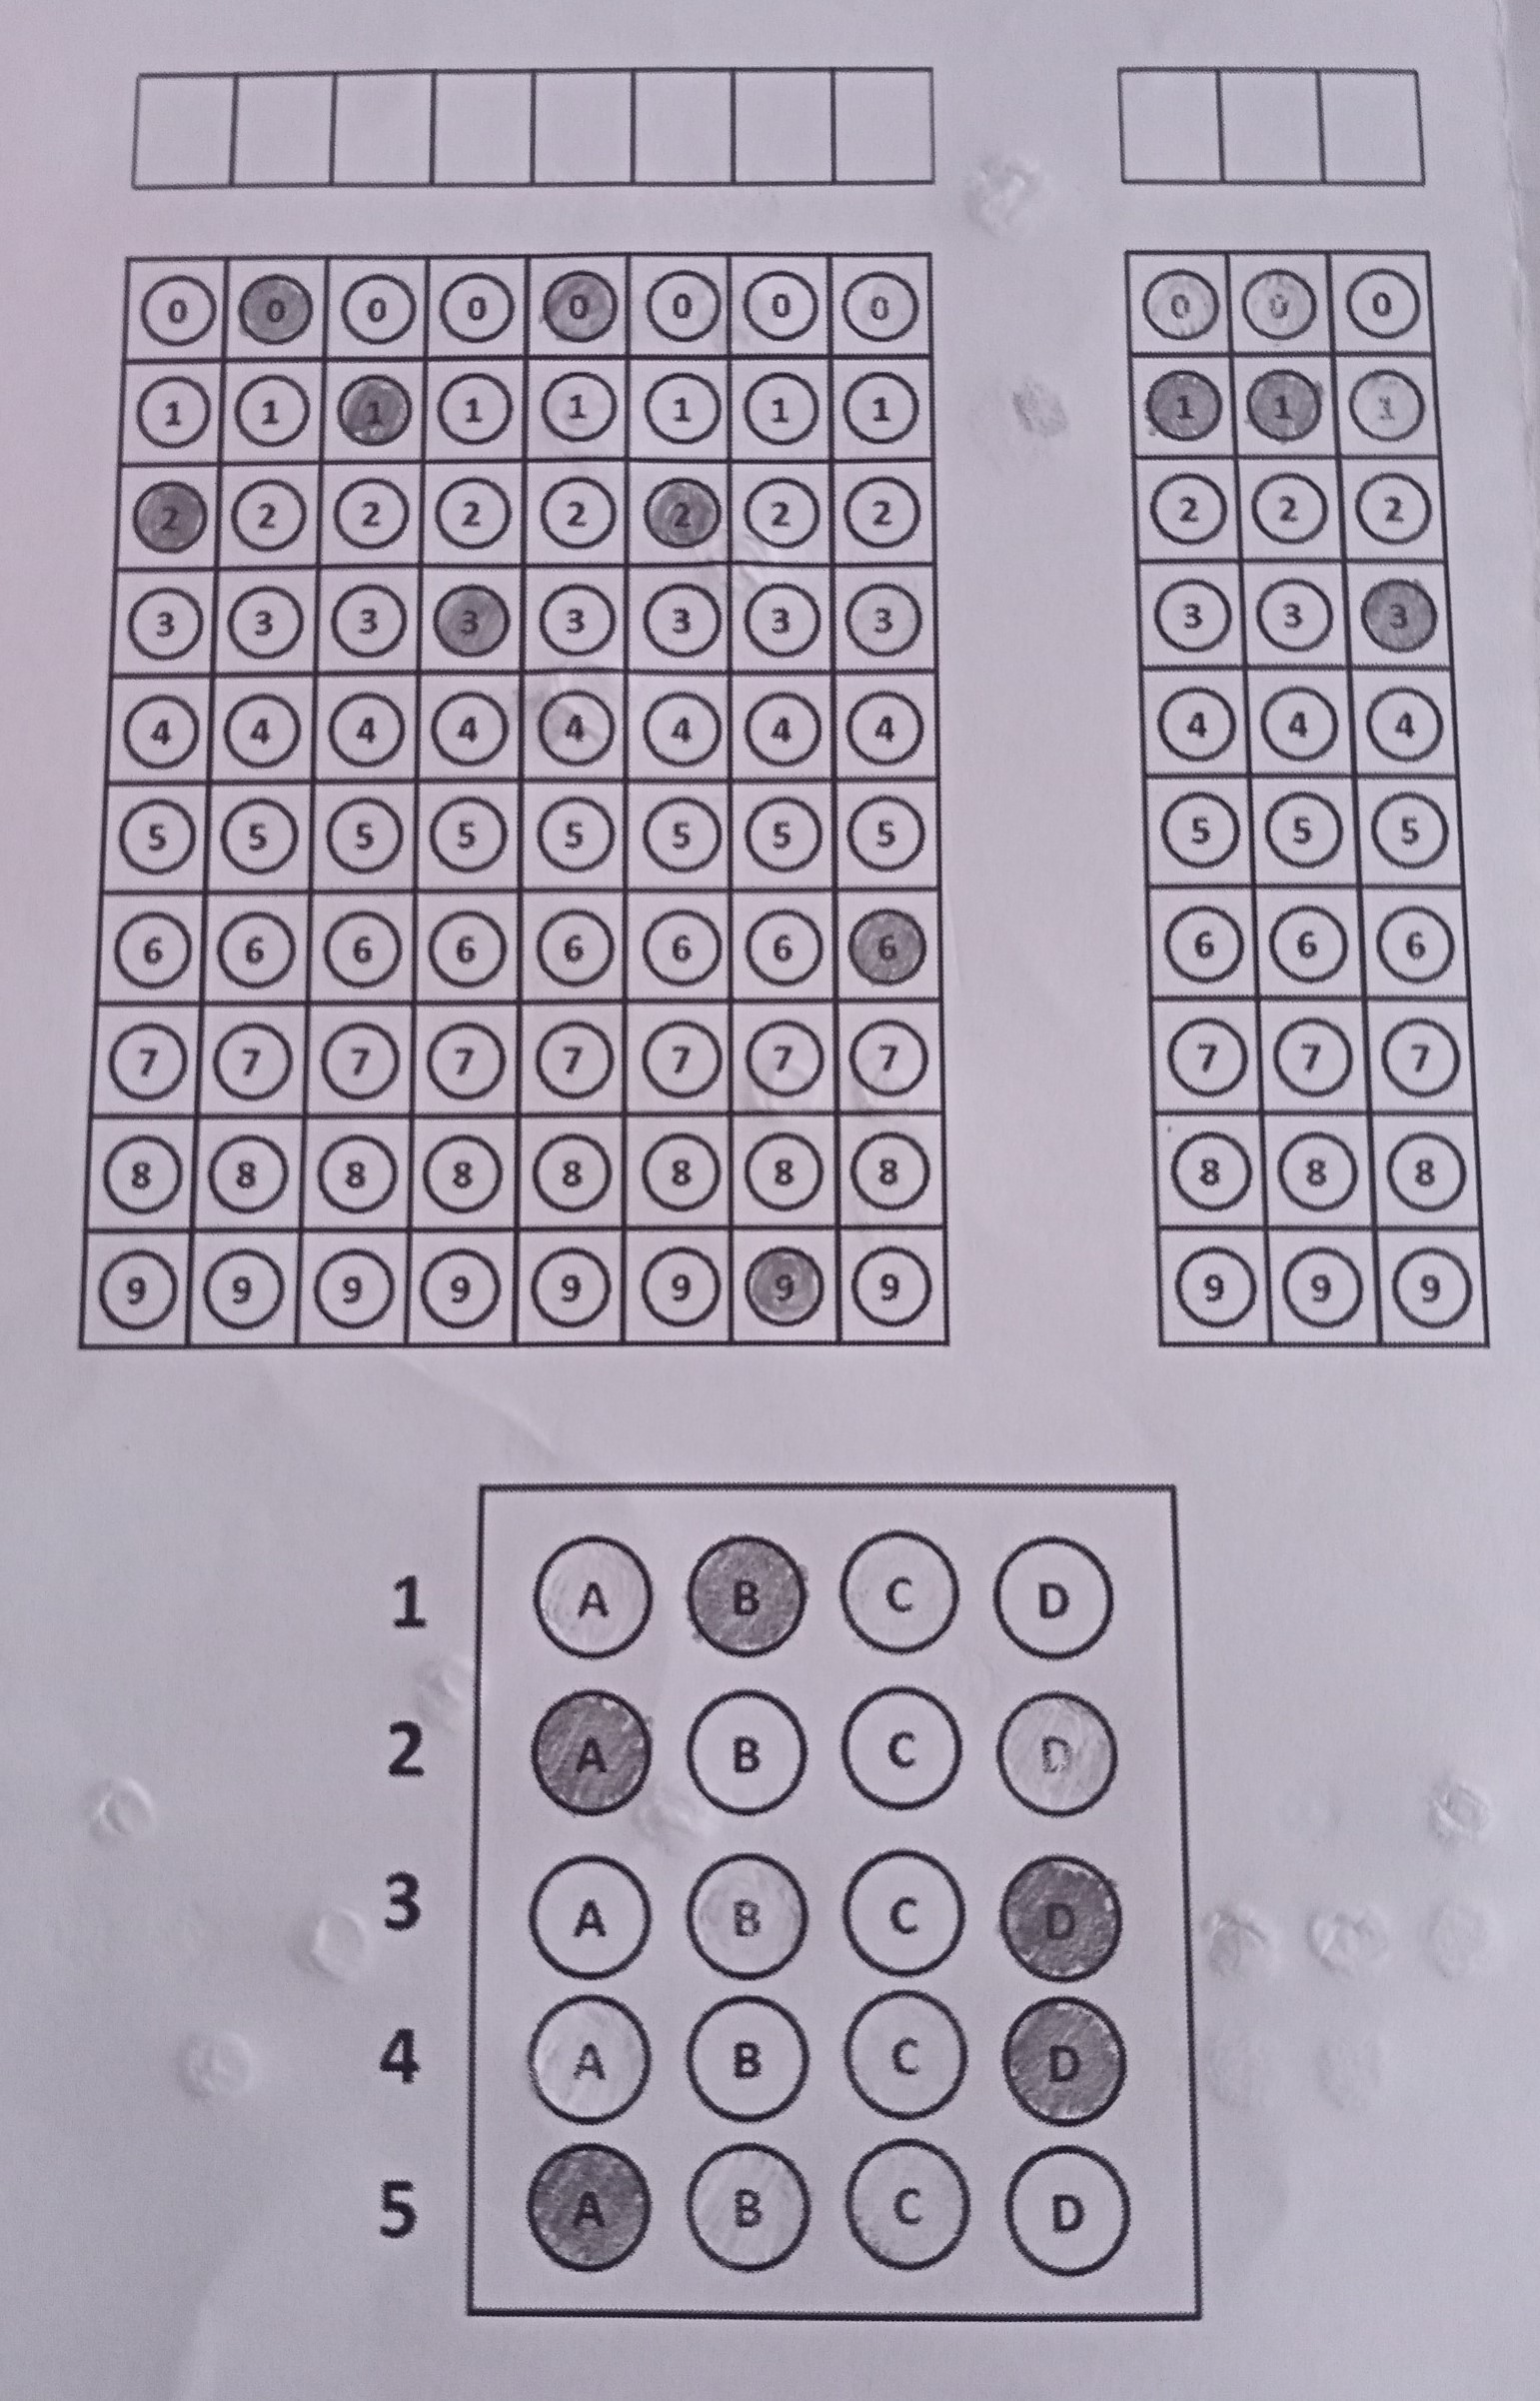 0 0 0 0 0 0 0 0 0 0 0
1 1 1 1 1 1 1 1 1 1 1
2 2 2 2 2 2 2 2 2 2 2
3 3 3 3 3 3 3 3 3 3 3
4 4 4 4 4 4 4 4 4 4 4
5 5 5 5 5 5 5 5 5 5 5
6 6 6 6 6 6 6 6 6 6 6
7 7 7 7 7 7 7 7 7 7 7
8 8 8 8 8 8 8 8 8 8 8
9 9 9 9 9 9 9 9 9 9 9
1 A B C D
2 A B C D
3 A B C D
4 A B C D
5 A B C D